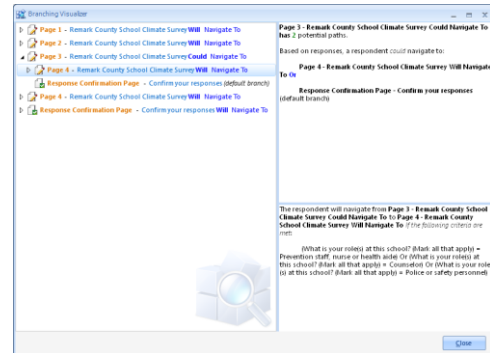 Branching Visualizer
Page 1 - Remark County School Climate Survey Will Navigate To
Page 2 - Remark County School Climate Survey Will Navigate To
Page 3 - Remark County School Climate Survey Could Navigate To
Page 4 - Remark County School Climate Survey Will Navigate To
Response Confirmation Page - Confirm your responses (default branch)
Page 4 - Remark County School Climate Survey Will Navigate To
Response Confirmation Page - Confirm your responses Will Navigate To
Page 3 - Remark County School Climate Survey Could Navigate To
has 2 potential paths.
Based on responses, a respondent could navigate to:
Page 4 - Remark County School Climate Survey Will Navigate
To Or
Response Confirmation Page - Confirm your responses
(default branch)
The respondent will navigate from Page 3 - Remark County School
Climate Survey Could Navigate To to Page 4 - Remark County
School Climate Survey Will Navigate To if the following criteria are
met:
(What is your role(s) at this school? (Mark all that apply) =
Prevention staff, nurse or health aide) Or (What is your role(s) at
this school? (Mark all that apply) = Counselor) Or (What is your role
(s) at this school? (Mark all that apply) = Police or safety personnel)
Close